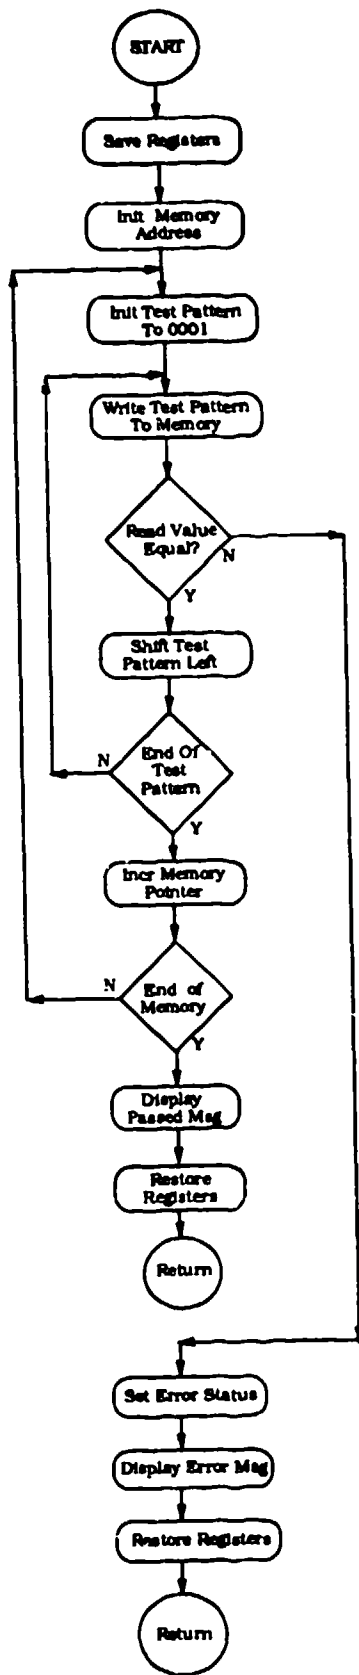 START
Save Registers
Init Memory
Address
Init Test Pattern
To 0001
Write Test Pattern
To Memory
Read Value
Equal?
N
Y
Shift Test
Pattern Left
End Of
Test
Pattern
N
Y
Incr Memory
Pointer
End of
Memory
N
Y
Display
Passed Msg
Restore
Registers
Return
Set Error Status
Display Error Msg
Restore Registers
Return